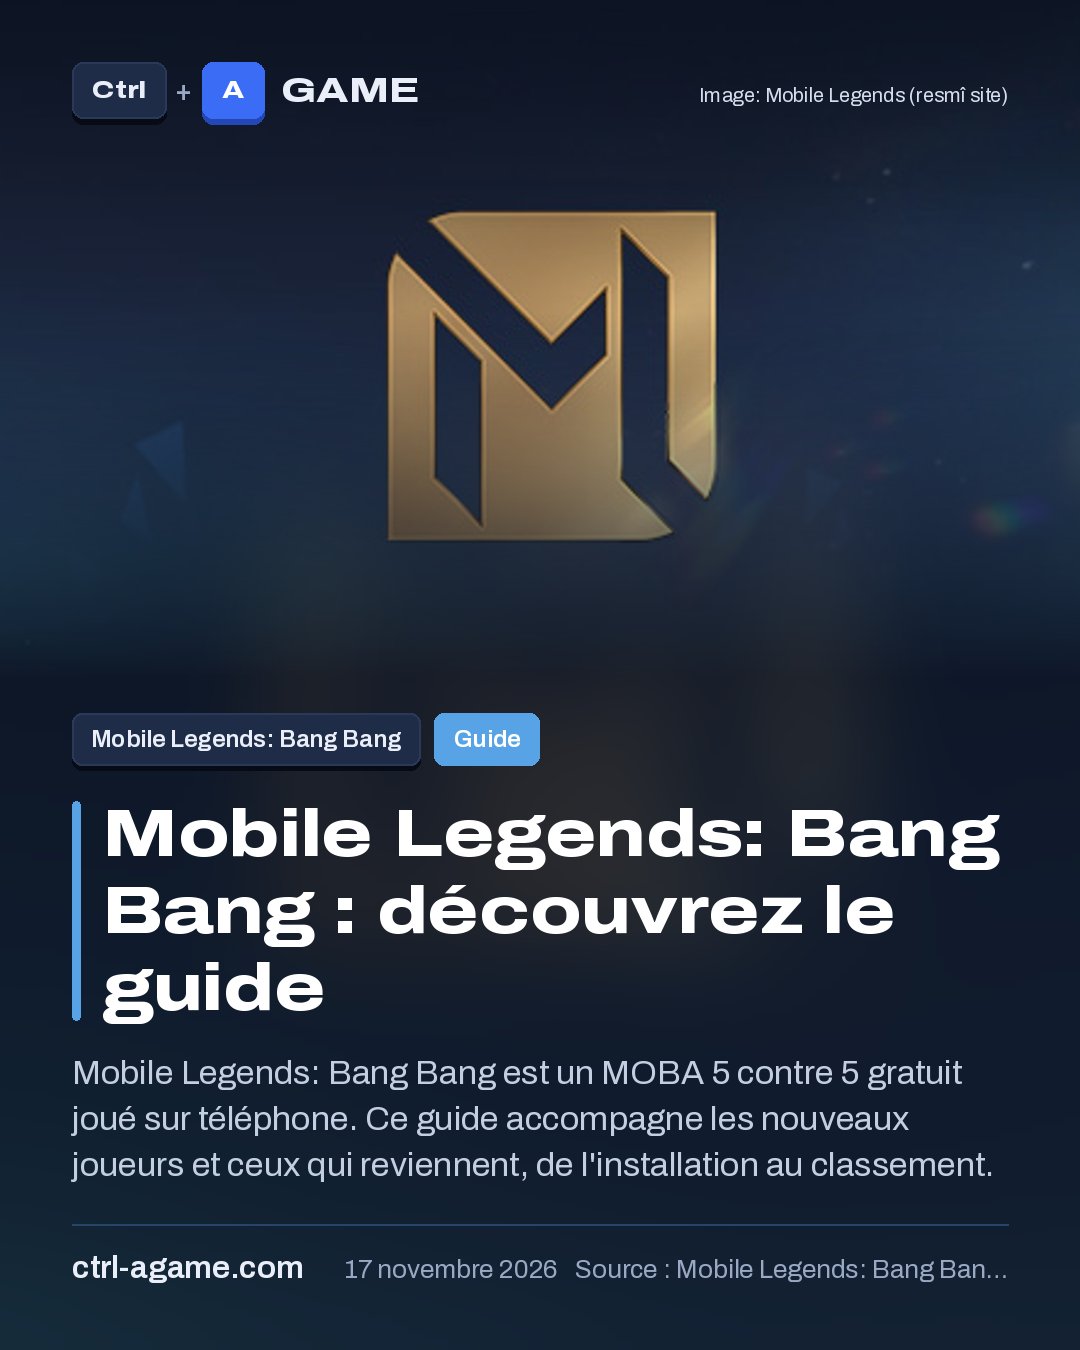 Ctrl + A GAME
Image: Mobile Legends (resmî site)
Mobile Legends: Bang Bang
Guide
Mobile Legends: Bang
Bang : découvrez le
guide
Mobile Legends: Bang Bang est un MOBA 5 contre 5 gratuit
joué sur téléphone. Ce guide accompagne les nouveaux
joueurs et ceux qui reviennent, de l'installation au classement.
ctrl-agame.com
17 novembre 2026
Source : Mobile Legends: Bang Ban...